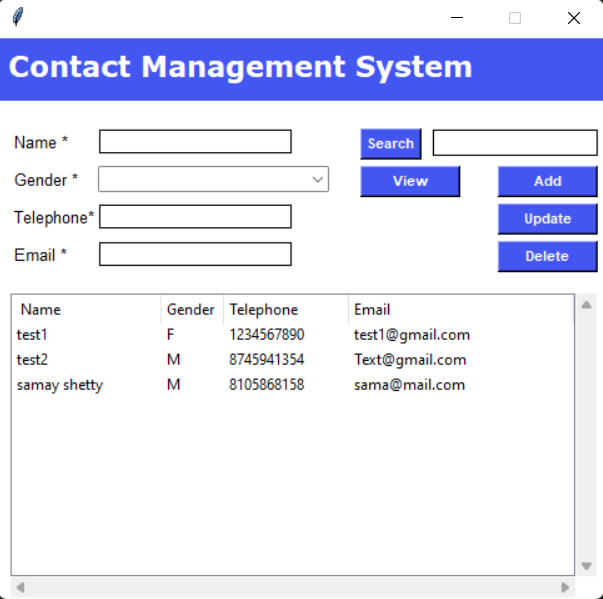 Contact Management System
Name * Search
Gender * View Add
Telephone* Update
Email * Delete
Name Gender Telephone Email
test1 F 1234567890 test1@gmail.com
test2 M 8745941354 Text@gmail.com
samay shetty M 8105868158 sama@mail.com